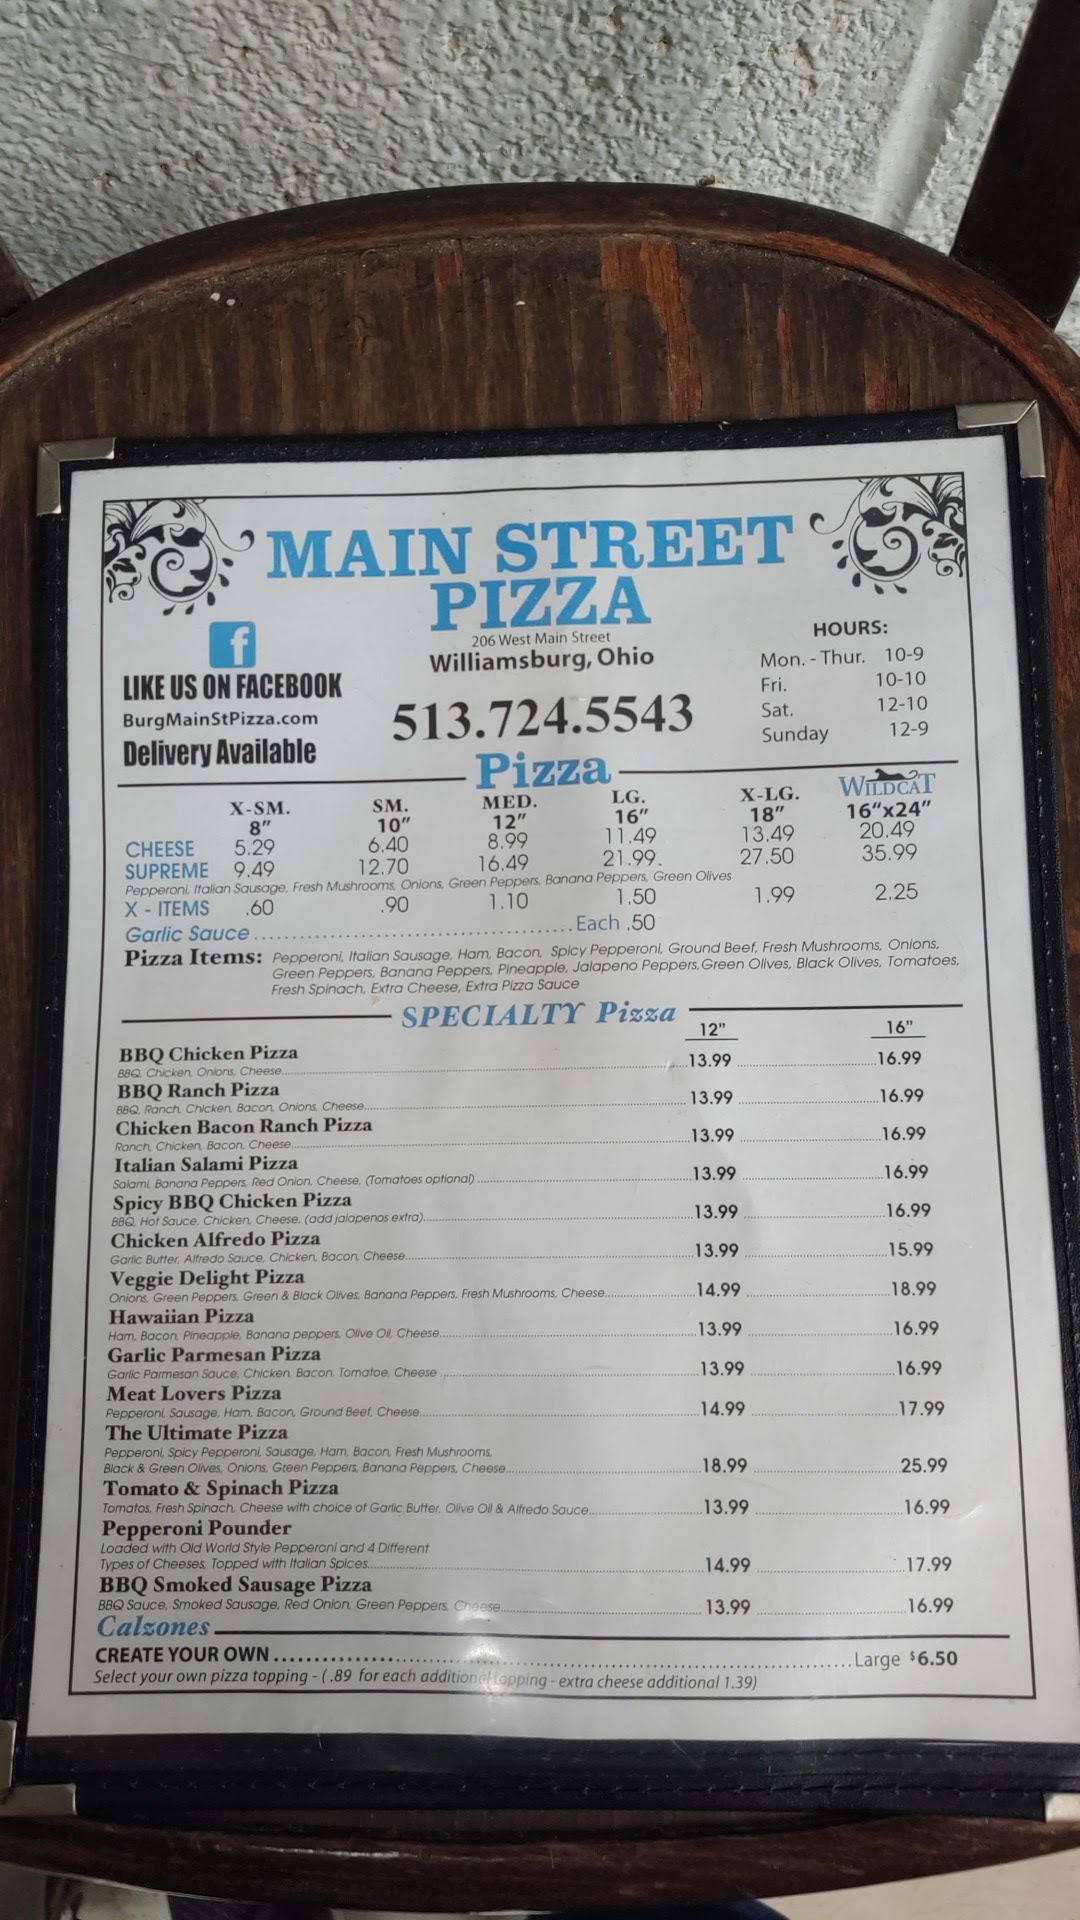 MAIN STREET
PIZZA
206 West Main Street
Williamsburg, Ohio
513.724.5543
f
LIKE US ON FACEBOOK
BurgMainStPizza.com
Delivery Available
HOURS:
Mon. - Thur. 10-9
Fri. 10-10
Sat. 12-10
Sunday 12-9
Pizza
X-SM. SM. MED. LG. X-LG. WILDCAT
8" 10" 12" 16" 18" 16"x24"
CHEESE 5.29 6.40 8.99 11.49 13.49 20.49
SUPREME 9.49 12.70 16.49 21.99. 27.50 35.99
Pepperoni, Italian Sausage, Fresh Mushrooms, Onions, Green Peppers, Banana Peppers, Green Olives
X - ITEMS .60 .90 1.10 1.50 1.99 2.25
Garlic Sauce ........................................ Each .50
Pizza Items: Pepperoni, Italian Sausage, Ham, Bacon, Spicy Pepperoni, Ground Beef, Fresh Mushrooms, Onions,
Green Peppers, Banana Peppers, Pineapple, Jalapeno Peppers, Green Olives, Black Olives, Tomatoes,
Fresh Spinach, Extra Cheese, Extra Pizza Sauce
SPECIALTY Pizza
12" 16"
BBQ Chicken Pizza
BBQ, Chicken, Onions, Cheese.......... 13.99 .......... 16.99
BBQ Ranch Pizza
BBQ, Ranch, Chicken, Bacon, Onions, Cheese.......... 13.99 .......... 16.99
Chicken Bacon Ranch Pizza
Ranch, Chicken, Bacon, Cheese.......... 13.99 .......... 16.99
Italian Salami Pizza
Salami, Banana Peppers, Red Onion, Cheese, (Tomatoes optional) .......... 13.99 .......... 16.99
Spicy BBQ Chicken Pizza
BBQ, Hot Sauce, Chicken, Cheese, (add jalapenos extra).......... 13.99 .......... 16.99
Chicken Alfredo Pizza
Garlic Butter, Alfredo Sauce, Chicken, Bacon, Cheese.......... 13.99 .......... 15.99
Veggie Delight Pizza
Onions, Green Peppers, Green & Black Olives, Banana Peppers, Fresh Mushrooms, Cheese.......... 14.99 .......... 18.99
Hawaiian Pizza
Ham, Bacon, Pineapple, Banana peppers, Olive Oil, Cheese.......... 13.99 .......... 16.99
Garlic Parmesan Pizza
Garlic Parmesan Sauce, Chicken, Bacon, Tomatoe, Cheese .......... 13.99 .......... 16.99
Meat Lovers Pizza
Pepperoni, Sausage, Ham, Bacon, Ground Beef, Cheese.......... 14.99 .......... 17.99
The Ultimate Pizza
Pepperoni, Spicy Pepperoni, Sausage, Ham, Bacon, Fresh Mushrooms,
Black & Green Olives, Onions, Green Peppers, Banana Peppers, Cheese.......... 18.99 .......... 25.99
Tomato & Spinach Pizza
Tomatos, Fresh Spinach, Cheese with choice of Garlic Butter, Olive Oil & Alfredo Sauce.......... 13.99 .......... 16.99
Pepperoni Pounder
Loaded with Old World Style Pepperoni and 4 Different
Types of Cheeses, Topped with Italian Spices.......... 14.99 .......... 17.99
BBQ Smoked Sausage Pizza
BBQ Sauce, Smoked Sausage, Red Onion, Green Peppers, Cheese.......... 13.99 .......... 16.99
Calzones
CREATE YOUR OWN .......... Large $6.50
Select your own pizza topping - ( .89 for each additional topping - extra cheese additional 1.39)